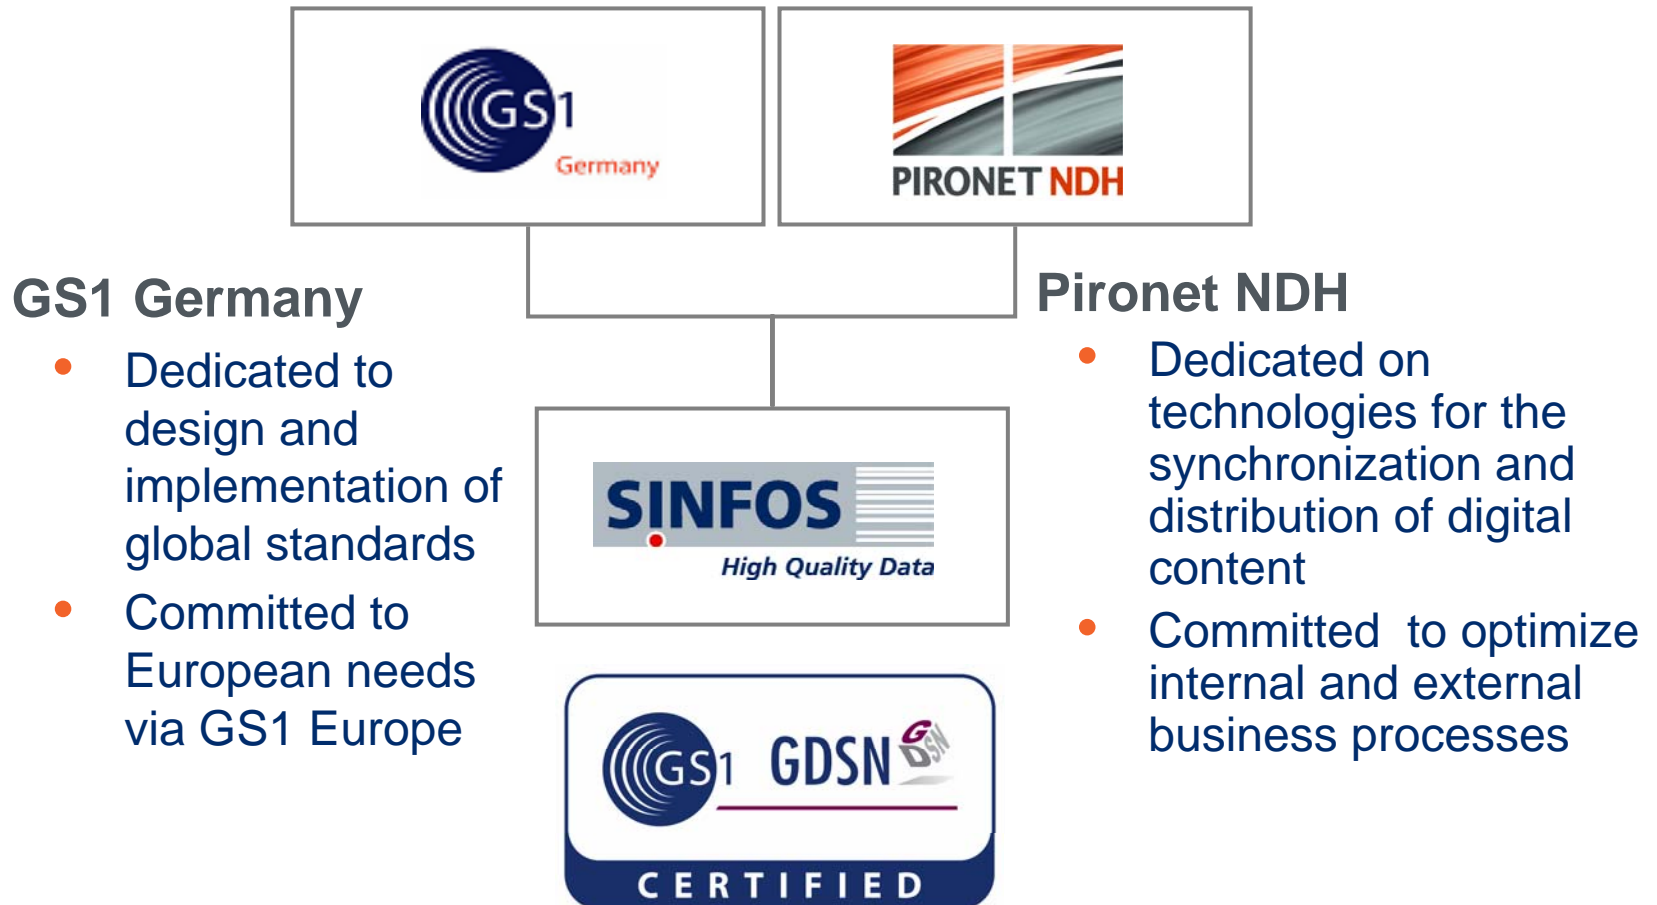 GS1
Germany
PIRONET NDH
GS1 Germany
• Dedicated to
design and
implementation of
global standards
• Committed to
European needs
via GS1 Europe
Pironet NDH
• Dedicated on
technologies for the
synchronization and
distribution of digital
content
• Committed  to optimize
internal and external
business processes
SINFOS
High Quality Data
GS1 GDSN GDSN
CERTIFIED